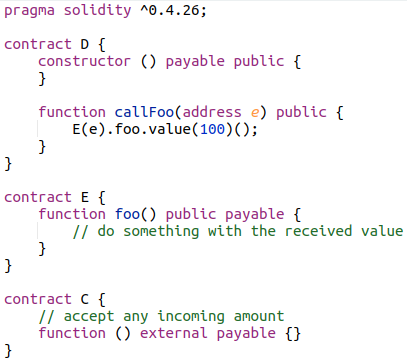 pragma solidity ^0.4.26;
contract D {
constructor () payable public {
}
function callFoo(address e) public {
E(e).foo.value(100)();
}
}
contract E {
function foo() public payable {
// do something with the received value
}
}
contract C {
// accept any incoming amount
function () external payable {}
}